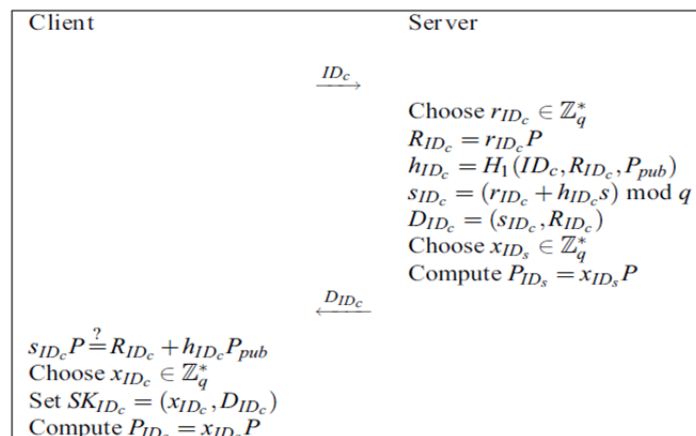 Client Server
ID_c
Choose r_{ID_c} ∈ ℤ_q^*
R_{ID_c} = r_{ID_c}P
h_{ID_c} = H_1(ID_c, R_{ID_c}, P_{pub})
s_{ID_c} = (r_{ID_c} + h_{ID_c}s) mod q
D_{ID_c} = (s_{ID_c}, R_{ID_c})
Choose x_{ID_s} ∈ ℤ_q^*
Compute P_{ID_s} = x_{ID_s}P
D_{ID_c}
s_{ID_c}P ≟ R_{ID_c} + h_{ID_c}P_{pub}
Choose x_{ID_c} ∈ ℤ_q^*
Set SK_{ID_c} = (x_{ID_c}, D_{ID_c})
Compute P_{ID_c} = x_{ID_c}P